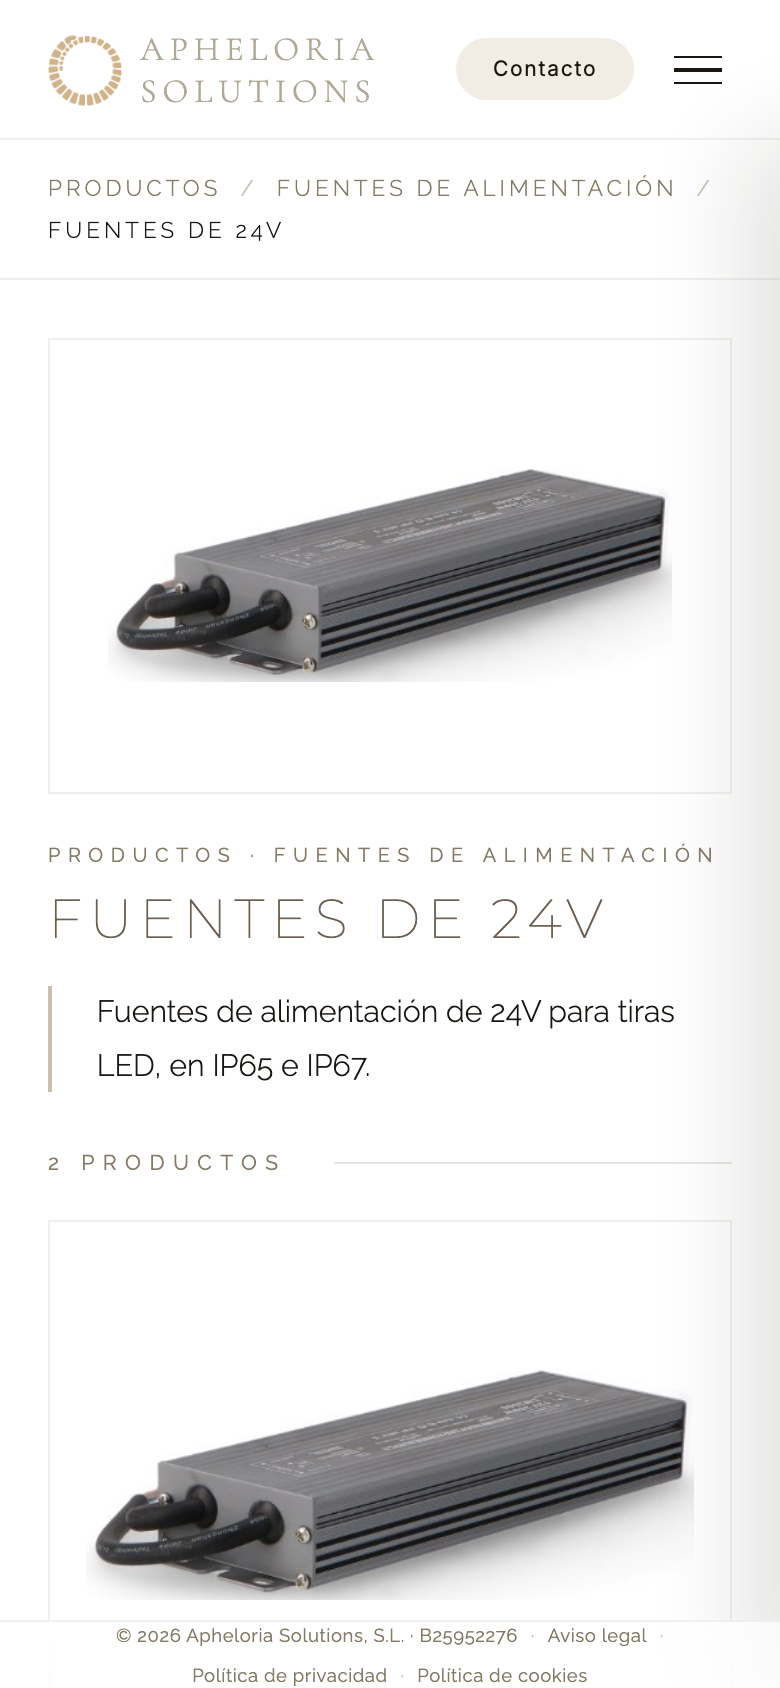 APHELORIA
SOLUTIONS
Contacto
PRODUCTOS / FUENTES DE ALIMENTACIÓN /
FUENTES DE 24V
PRODUCTOS · FUENTES DE ALIMENTACIÓN
FUENTES DE 24V
Fuentes de alimentación de 24V para tiras
LED, en IP65 e IP67.
2 PRODUCTOS
© 2026 Apheloria Solutions, S.L. · B25952276 · Aviso legal ·
Política de privacidad · Política de cookies